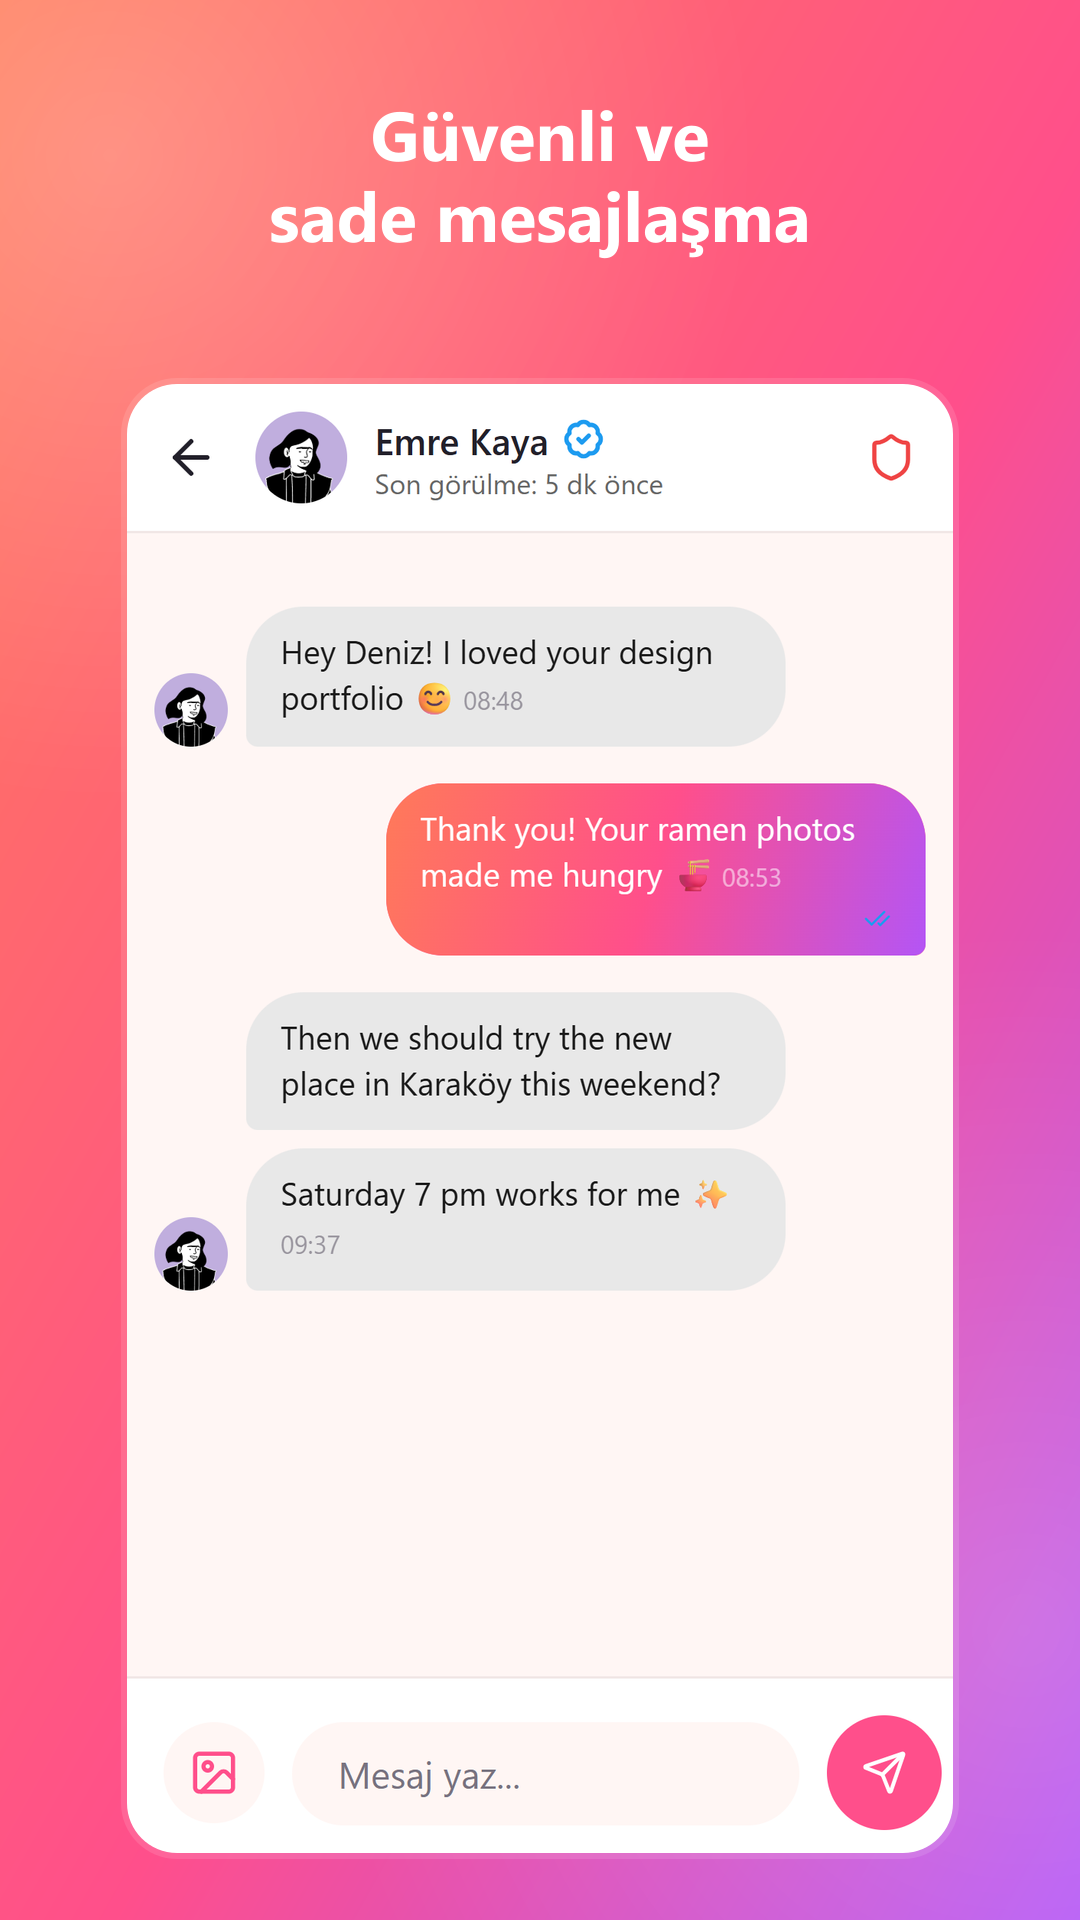 Güvenli ve
sade mesajlaşma
Emre Kaya
Son görülme: 5 dk önce
Hey Deniz! I loved your design
portfolio 😊 08:48
Thank you! Your ramen photos
made me hungry 🍜 08:53
Then we should try the new
place in Karaköy this weekend?
Saturday 7 pm works for me ✨
09:37
Mesaj yaz...